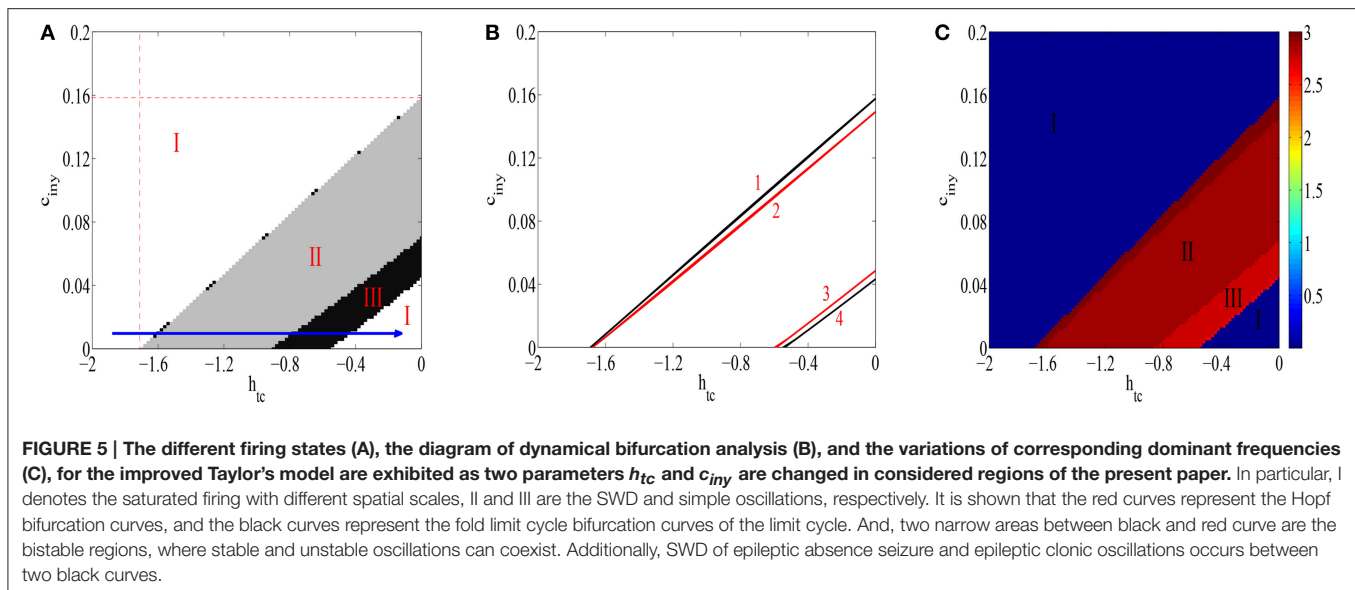 A
0.2
0.16
0.12
0.08
0.04
0
c_iny
−2
−1.6
−1.2
−0.8
−0.4
0
h_tc
I
II
III
I
B
0.2
0.16
0.12
0.08
0.04
0
c_iny
−2
−1.6
−1.2
−0.8
−0.4
0
h_tc
1
2
3
4
C
0.2
0.16
0.12
0.08
0.04
0
c_iny
−2
−1.6
−1.2
−0.8
−0.4
0
h_tc
I
II
III
I
3
2.5
2
1.5
1
0.5
FIGURE 5 | The different firing states (A), the diagram of dynamical bifurcation analysis (B), and the variations of corresponding dominant frequencies
(C), for the improved Taylor's model are exhibited as two parameters h_tc and c_iny are changed in considered regions of the present paper. In particular, I
denotes the saturated firing with different spatial scales, II and III are the SWD and simple oscillations, respectively. It is shown that the red curves represent the Hopf
bifurcation curves, and the black curves represent the fold limit cycle bifurcation curves of the limit cycle. And, two narrow areas between black and red curve are the
bistable regions, where stable and unstable oscillations can coexist. Additionally, SWD of epileptic absence seizure and epileptic clonic oscillations occurs between
two black curves.